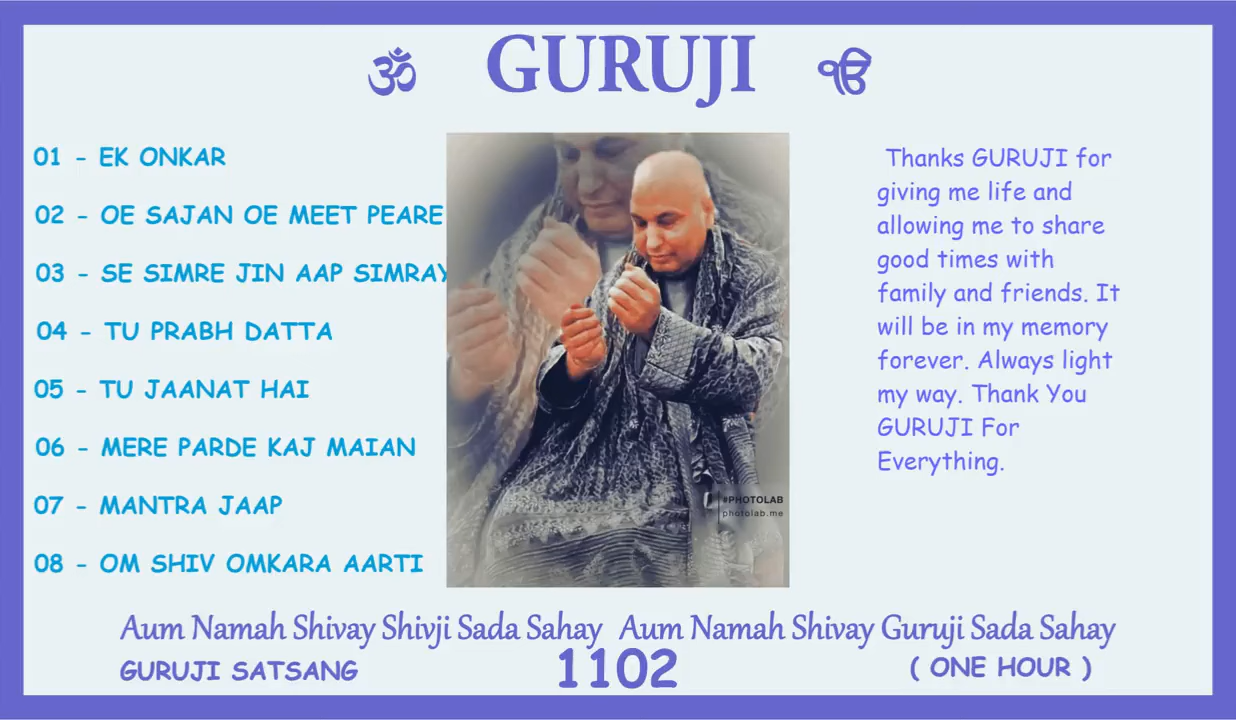 ॐ GURUJI ੴ
01 - EK ONKAR
02 - OE SAJAN OE MEET PEARE
03 - SE SIMRE JIN AAP SIMRAY
04 - TU PRABH DATTA
05 - TU JAANAT HAI
06 - MERE PARDE KAJ MAIAN
07 - MANTRA JAAP
08 - OM SHIV OMKARA AARTI
#PHOTOLAB
photolab.me
Thanks GURUJI for
giving me life and
allowing me to share
good times with
family and friends. It
will be in my memory
forever. Always light
my way. Thank You
GURUJI For
Everything.
Aum Namah Shivay Shivji Sada Sahay Aum Namah Shivay Guruji Sada Sahay
GURUJI SATSANG 1102 ( ONE HOUR )